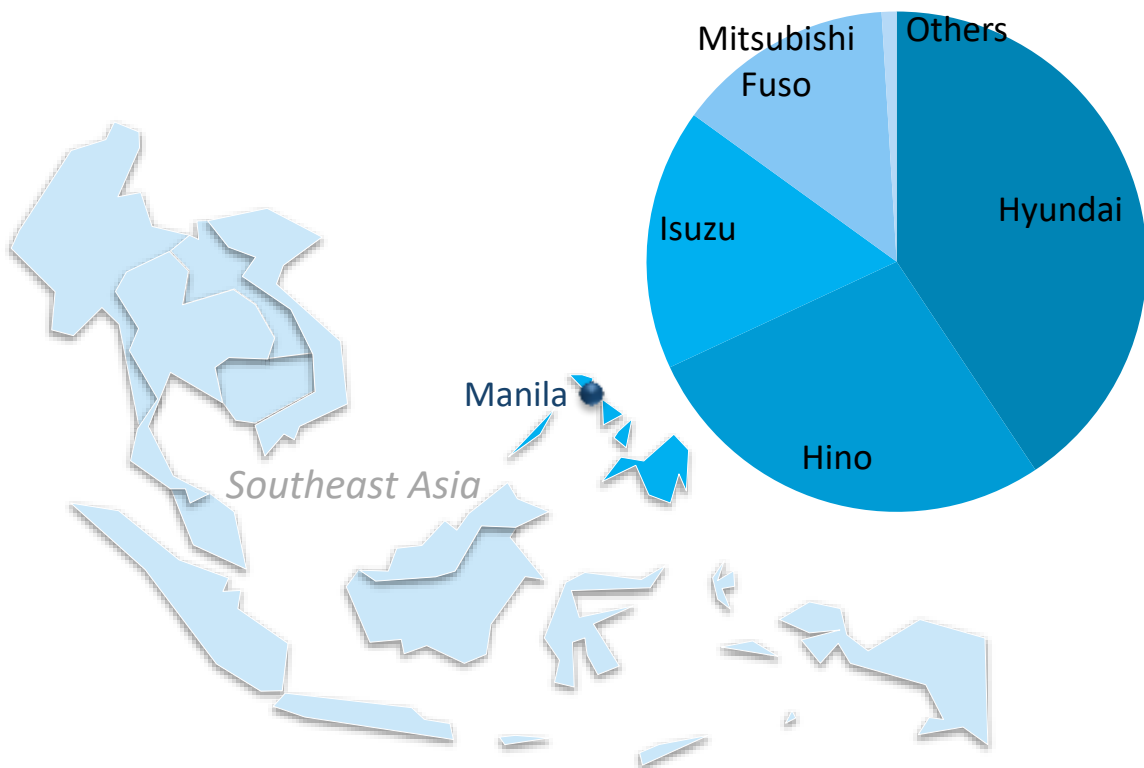 Mitsubishi
Fuso
Others
Hyundai
Isuzu
Hino
Manila
Southeast Asia